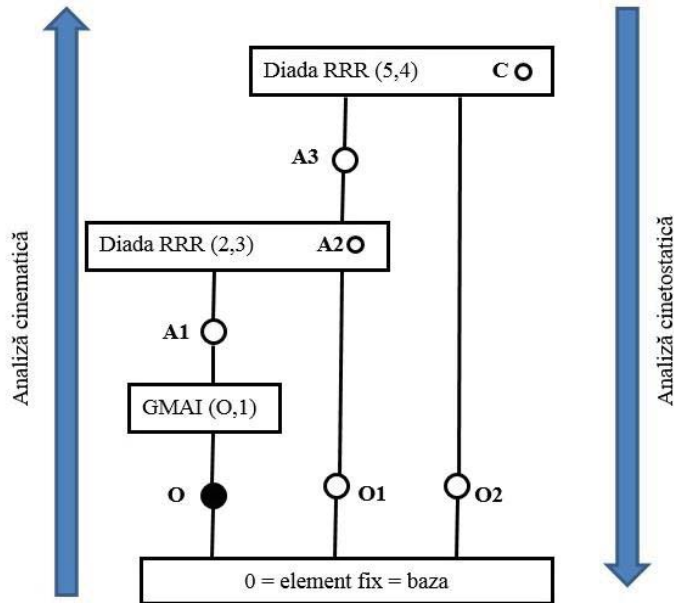 Diada RRR (5,4) C
A3
Diada RRR (2,3) A2
A1
GMAI (O,1)
O O1 O2
0 = element fix = baza
Analiză cinematică
Analiză cinetostatică